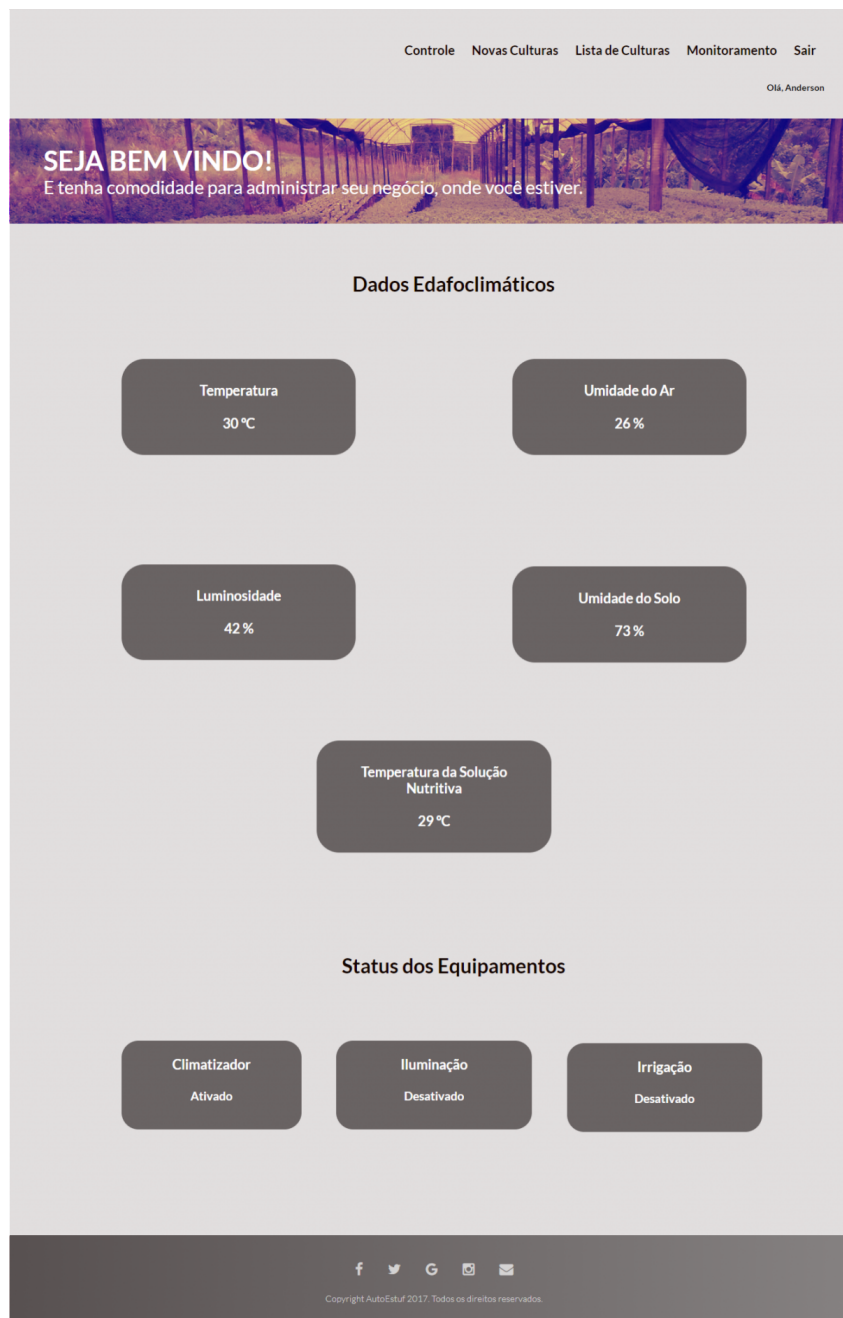 Controle Novas Culturas Lista de Culturas Monitoramento Sair
Olá, Anderson
SEJA BEM VINDO!
E tenha comodidade para administrar seu negócio, onde você estiver.
Dados Edafoclimáticos
Temperatura
30 ºC
Umidade do Ar
26 %
Luminosidade
42 %
Umidade do Solo
73 %
Temperatura da Solução
Nutritiva
29 ºC
Status dos Equipamentos
Climatizador
Ativado
Iluminação
Desativado
Irrigação
Desativado
Copyright AutoEstuf 2017. Todos os direitos reservados.